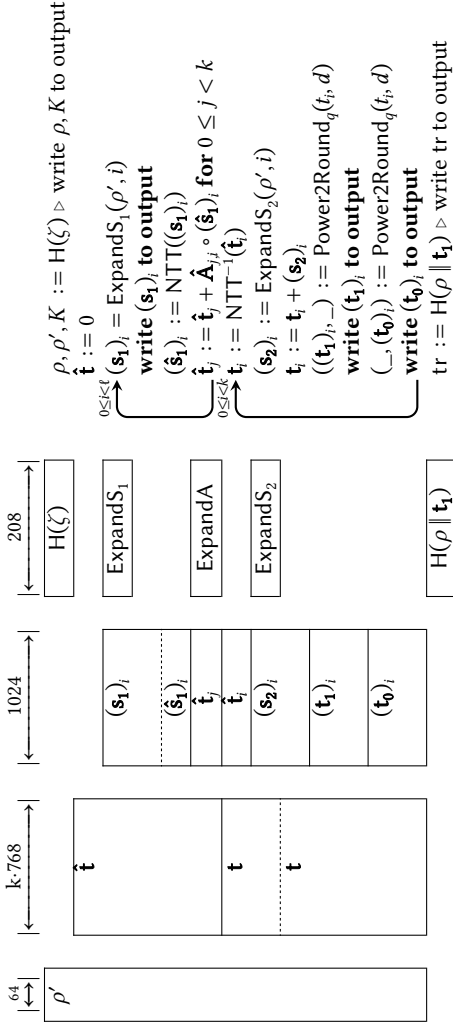 64
k·768
1024
208
ρ′
t̂
t
t
(s₁)ᵢ
(ŝ₁)ᵢ
t̂ⱼ
t̂ᵢ
(s₂)ᵢ
(t₁)ᵢ
(t₀)ᵢ
H(ζ)
ExpandS₁
ExpandA
ExpandS₂
H(ρ ∥ t₁)
ρ, ρ′, K := H(ζ) ▹ write ρ, K to output
t̂ := 0
0≤i<ℓ
(s₁)ᵢ = ExpandS₁(ρ′, i)
write (s₁)ᵢ to output
(ŝ₁)ᵢ := NTT((s₁)ᵢ)
t̂ⱼ := t̂ⱼ + Âⱼ,ᵢ ∘ (ŝ₁)ᵢ for 0 ≤ j < k
0≤i<k
tᵢ := NTT⁻¹(t̂ᵢ)
(s₂)ᵢ := ExpandS₂(ρ′, i)
tᵢ := tᵢ + (s₂)ᵢ
((t₁)ᵢ, _) := Power2Round_q(tᵢ, d)
write (t₁)ᵢ to output
(_, (t₀)ᵢ) := Power2Round_q(tᵢ, d)
write (t₀)ᵢ to output
tr := H(ρ ∥ t₁) ▹ write tr to output